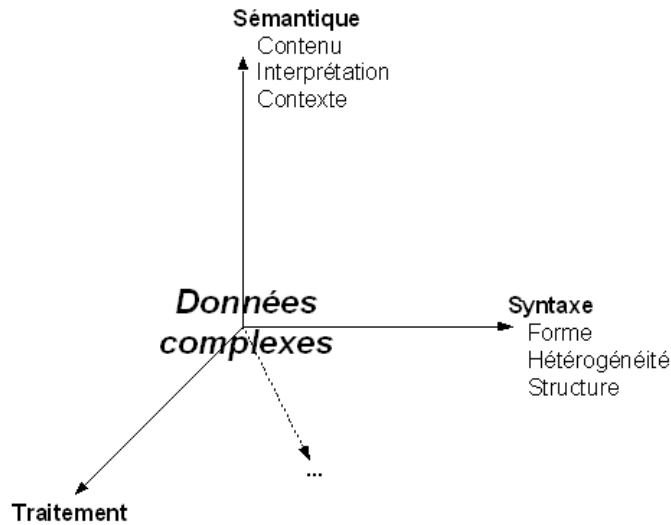 Sémantique
Contenu
Interprétation
Contexte
Données
complexes
Syntaxe
Forme
Hétérogénéité
Structure
...
Traitement